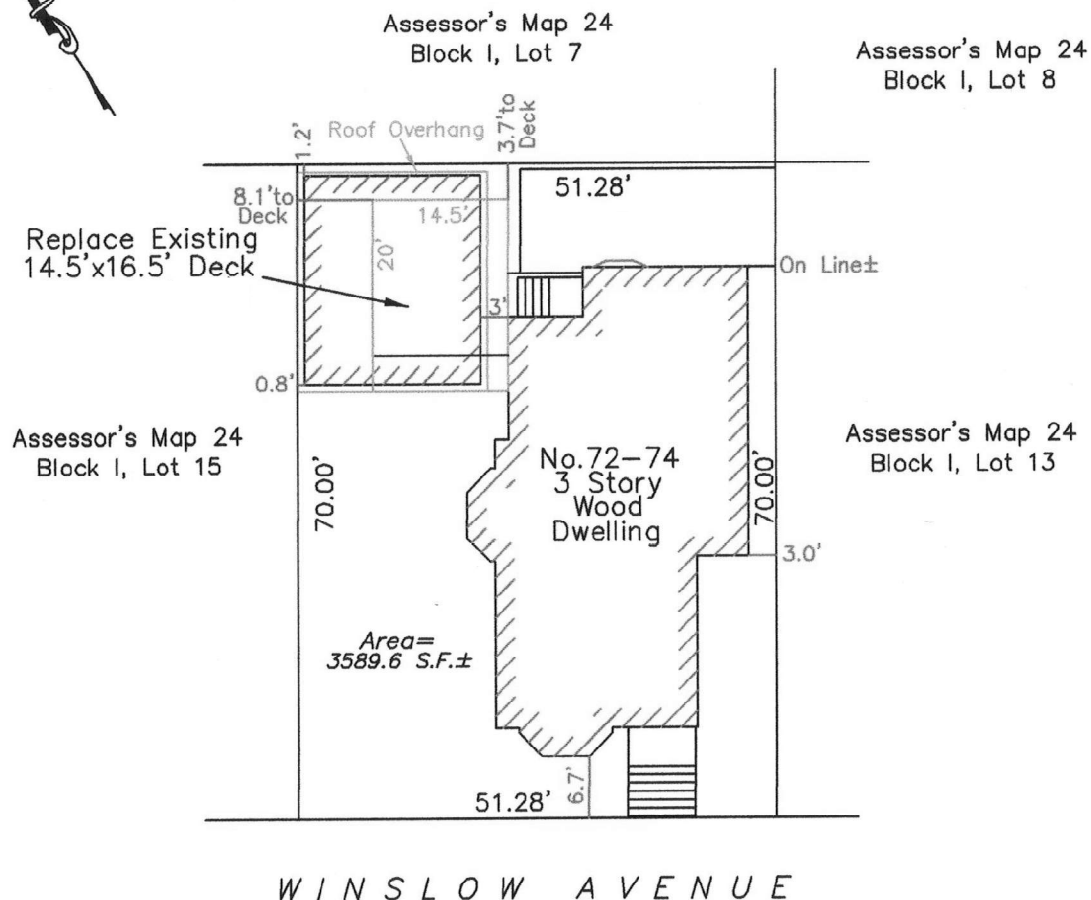 Assessor's Map 24
Block I, Lot 7
Assessor's Map 24
Block I, Lot 8
1.2'
Roof Overhang
3.7'to
Deck
51.28'
8.1'to
Deck
14.5'
Replace Existing
14.5'x16.5' Deck
20'
On Line±
3'
0.8'
Assessor's Map 24
Block I, Lot 15
Assessor's Map 24
Block I, Lot 13
No.72-74
3 Story
Wood
Dwelling
70.00'
70.00'
3.0'
Area=
3589.6 S.F.±
51.28'
6.7'
WINSLOW AVENUE